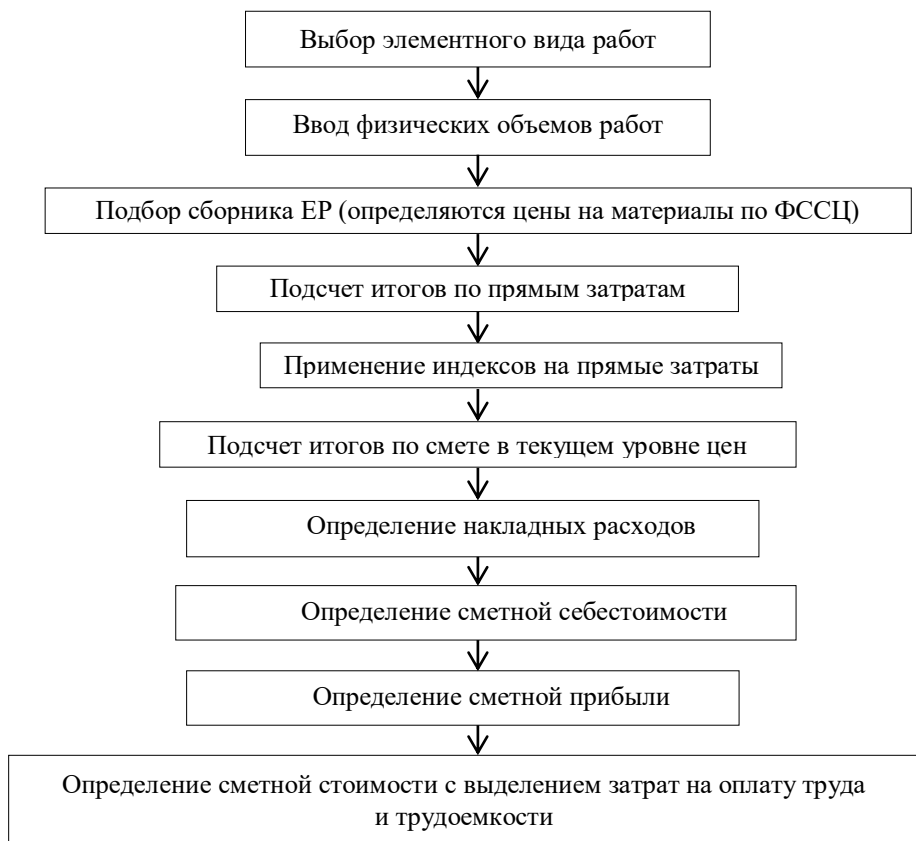 Выбор элементного вида работ
Ввод физических объемов работ
Подбор сборника ЕР (определяются цены на материалы по ФССЦ)
Подсчет итогов по прямым затратам
Применение индексов на прямые затраты
Подсчет итогов по смете в текущем уровне цен
Определение накладных расходов
Определение сметной себестоимости
Определение сметной прибыли
Определение сметной стоимости с выделением затрат на оплату труда
и трудоемкости